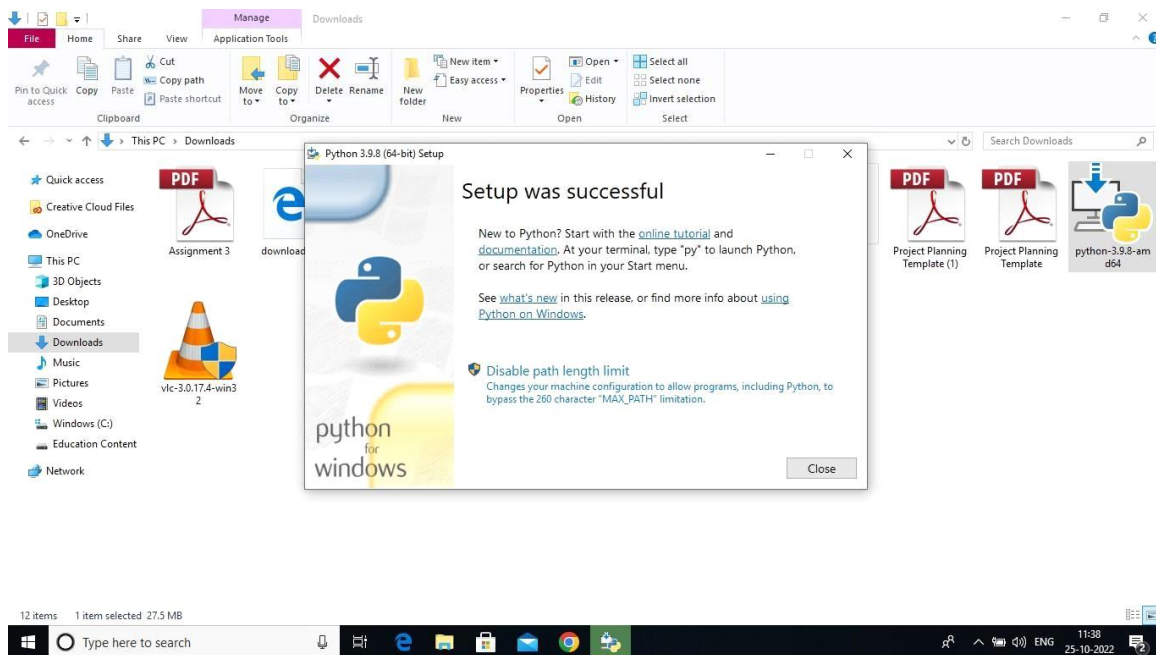 Manage
Downloads
File
Home
Share
View
Application Tools
Pin to Quick access
Copy
Paste
Cut
Copy path
Paste shortcut
Move to
Copy to
Delete
Rename
New folder
New item
Easy access
Properties
Open
Edit
History
Select all
Select none
Invert selection
Clipboard
Organize
New
Open
Select
This PC
Downloads
Search Downloads
Quick access
Creative Cloud Files
OneDrive
This PC
3D Objects
Desktop
Documents
Downloads
Music
Pictures
Videos
Windows (C:)
Education Content
Network
PDF
Assignment 3
download
vlc-3.0.17.4-win3
2
Python 3.9.8 (64-bit) Setup
Setup was successful
New to Python? Start with the online tutorial and
documentation. At your terminal, type "py" to launch Python,
or search for Python in your Start menu.
See what's new in this release, or find more info about using
Python on Windows.
Disable path length limit
Changes your machine configuration to allow programs, including Python, to
bypass the 260 character "MAX_PATH" limitation.
python
for
windows
Close
PDF
Project Planning
Template (1)
PDF
Project Planning
Template
python-3.9.8-am
d64
12 items
1 item selected 27.5 MB
Type here to search
ENG
11:38
25-10-2022
2